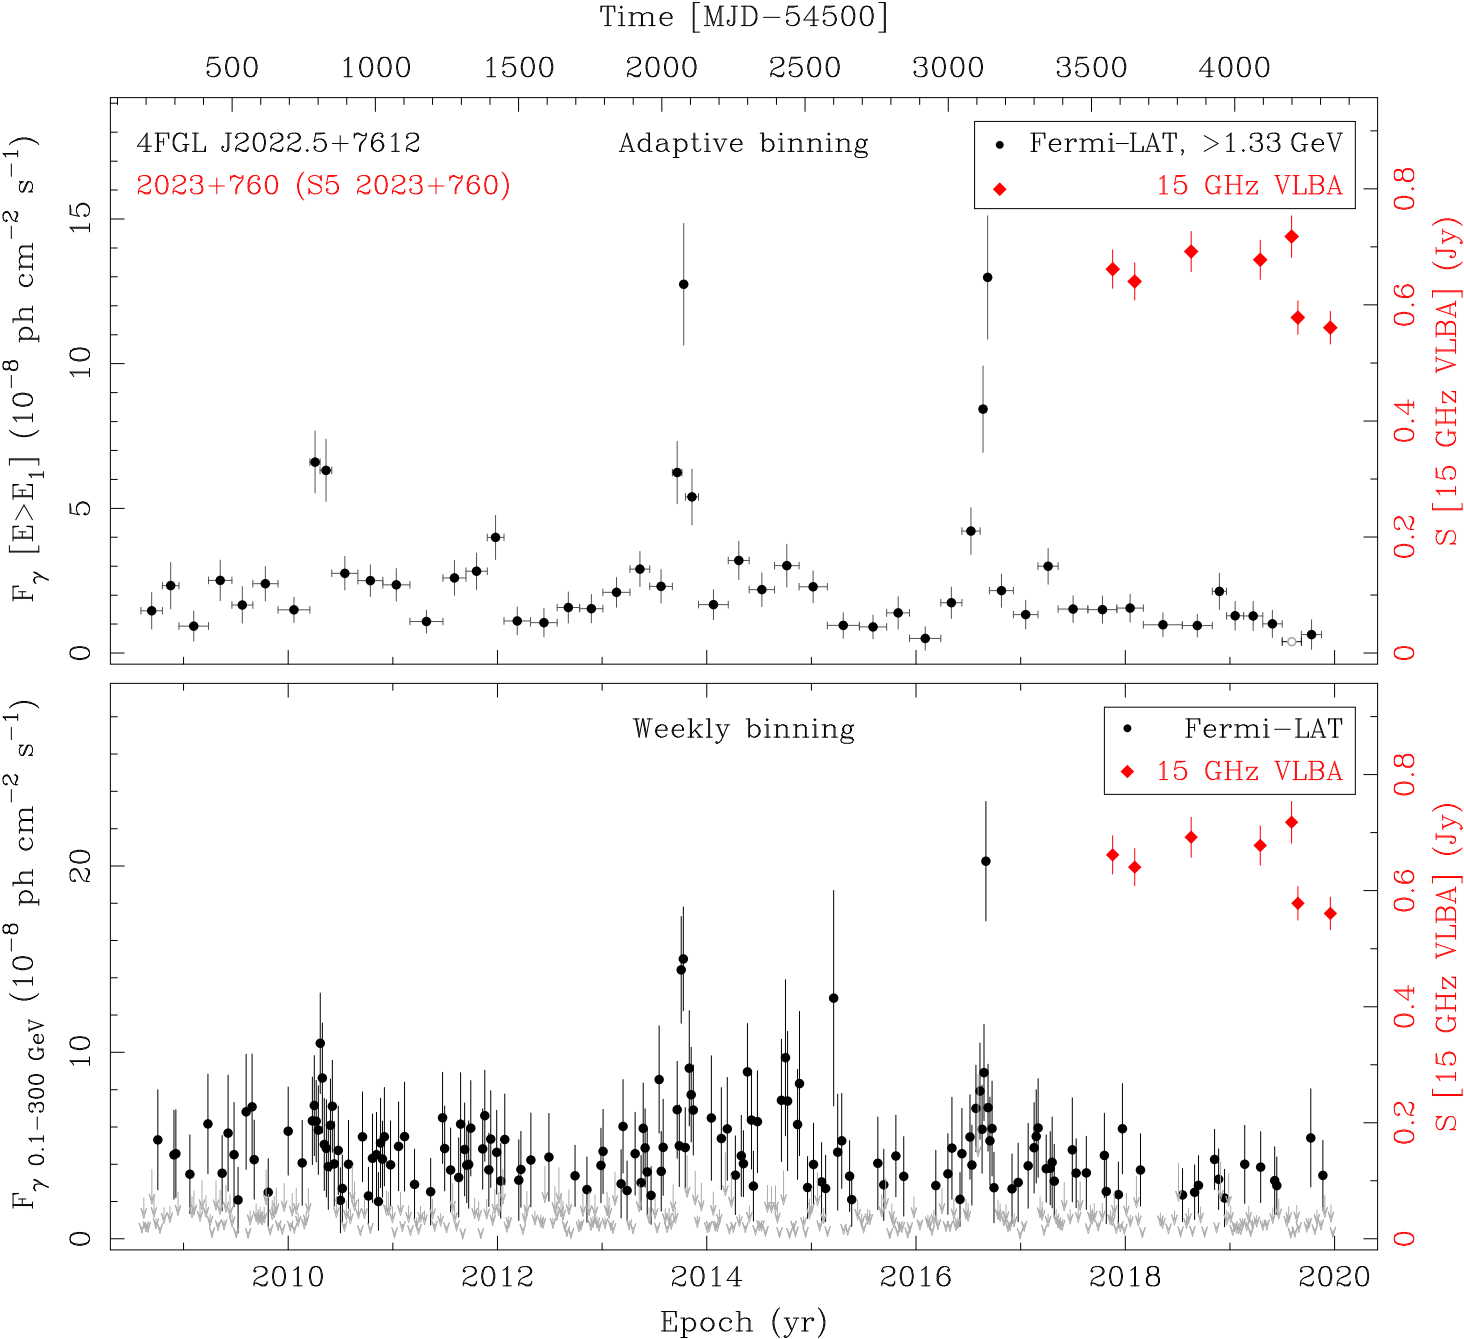 Time [MJD−54500]
500 1000 1500 2000 2500 3000 3500 4000
4FGL J2022.5+7612
2023+760 (S5 2023+760)
Adaptive binning
Fermi−LAT, >1.33 GeV
15 GHz VLBA
F_γ [E>E_1] (10^−8 ph cm^−2 s^−1)
15
10
5
0
0.8
0.6
0.4
0.2
0
S [15 GHz VLBA] (Jy)
Weekly binning
Fermi−LAT
15 GHz VLBA
F_γ 0.1−300 GeV (10^−8 ph cm^−2 s^−1)
20
10
0
0.8
0.6
0.4
0.2
0
S [15 GHz VLBA] (Jy)
2010 2012 2014 2016 2018 2020
Epoch (yr)